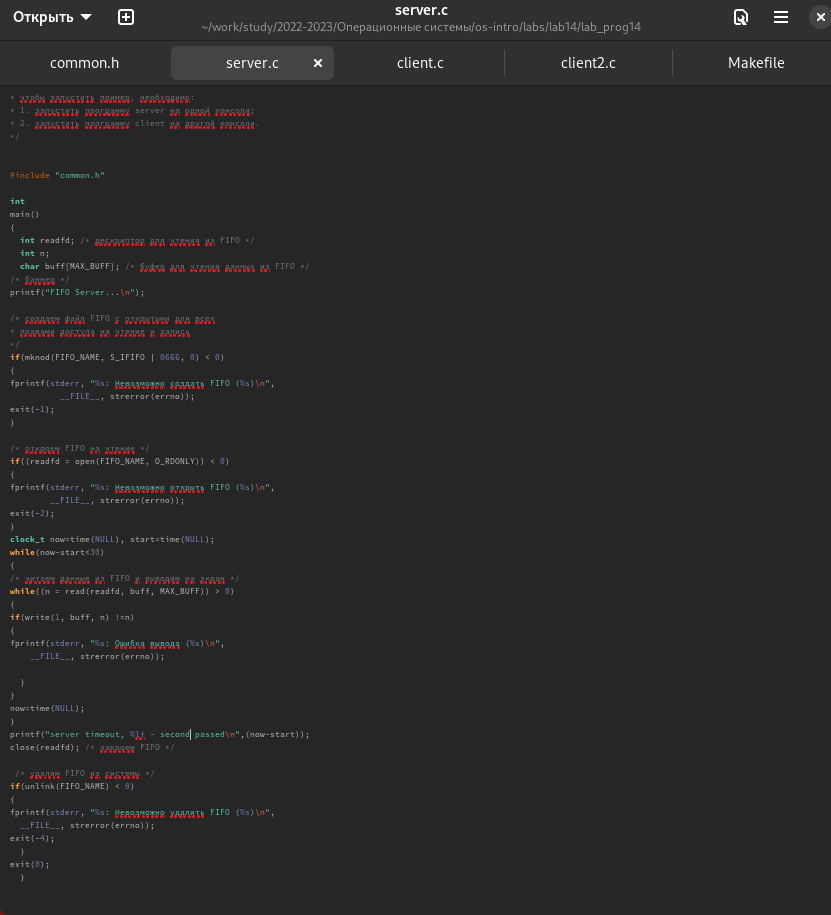 Открыть
server.c
~/work/study/2022-2023/Операционные системы/os-intro/labs/lab14/lab_prog14
common.h
server.c
client.c
client2.c
Makefile
* чтобы запустить пример, необходимо:
* 1. запустить программу server на одной консоли;
* 2. запустить программу client на другой консоли.
*/
#include "common.h"
int
main()
{
int readfd; /* дескриптор для чтения из FIFO */
int n;
char buff[MAX_BUFF]; /* буфер для чтения данных из FIFO */
/* баннер */
printf("FIFO Server...\n");
/* создаем файл FIFO с открытыми для всех
* правами доступа на чтение и запись
*/
if(mknod(FIFO_NAME, S_IFIFO | 0666, 0) < 0)
{
fprintf(stderr, "%s: Невозможно создать FIFO (%s)\n",
__FILE__, strerror(errno));
exit(-1);
}
/* откроем FIFO на чтение */
if((readfd = open(FIFO_NAME, O_RDONLY)) < 0)
{
fprintf(stderr, "%s: Невозможно открыть FIFO (%s)\n",
__FILE__, strerror(errno));
exit(-2);
}
clock_t now=time(NULL), start=time(NULL);
while(now-start<30)
{
/* читаем данные из FIFO и выводим на экран */
while((n = read(readfd, buff, MAX_BUFF)) > 0)
{
if(write(1, buff, n) !=n)
{
fprintf(stderr, "%s: Ошибка вывода (%s)\n",
__FILE__, strerror(errno));
}
}
now=time(NULL);
}
printf("server timeout, %li - second passed\n",(now-start));
close(readfd); /* закроем FIFO */
/* удалим FIFO из системы */
if(unlink(FIFO_NAME) < 0)
{
fprintf(stderr, "%s: Невозможно удалить FIFO (%s)\n",
__FILE__, strerror(errno));
exit(-4);
}
exit(0);
}